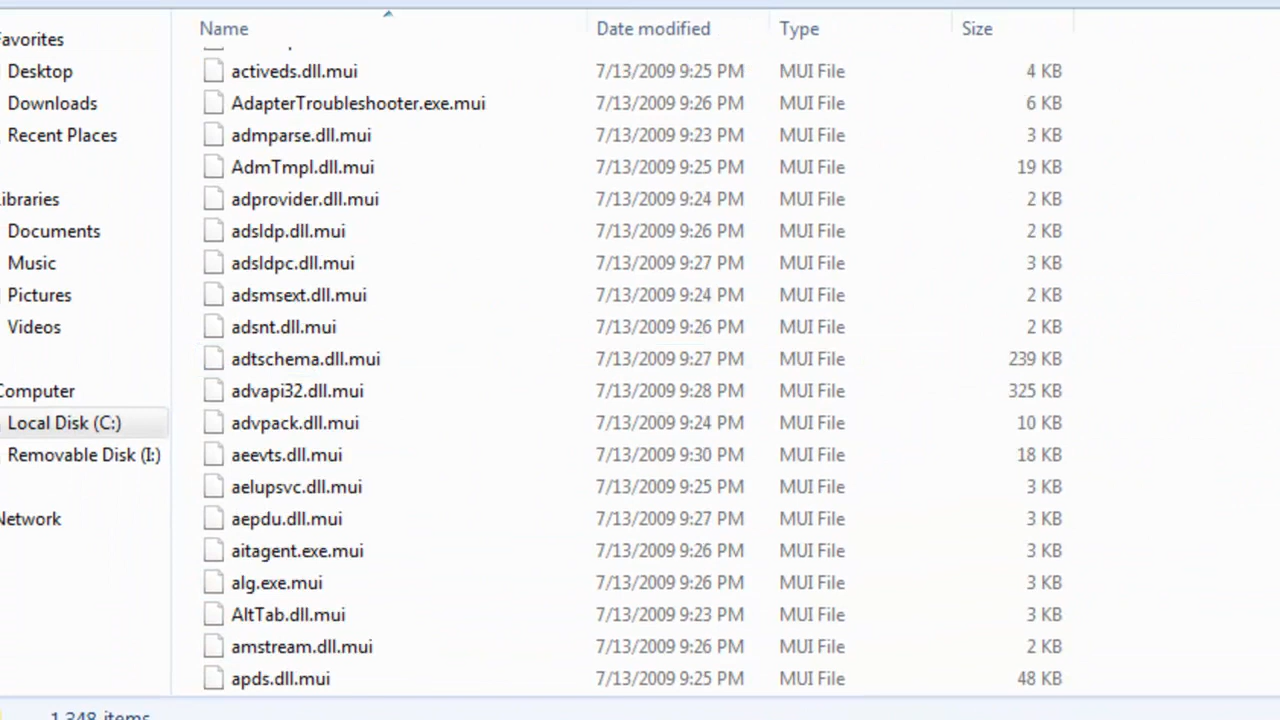 Name Date modified Type Size
avorites
Desktop
Downloads
Recent Places
ibraries
Documents
Music
Pictures
Videos
Computer
Local Disk (C:)
Removable Disk (I:)
Network
activeds.dll.mui 7/13/2009 9:25 PM MUI File 4 KB
AdapterTroubleshooter.exe.mui 7/13/2009 9:26 PM MUI File 6 KB
admparse.dll.mui 7/13/2009 9:23 PM MUI File 3 KB
AdmTmpl.dll.mui 7/13/2009 9:25 PM MUI File 19 KB
adprovider.dll.mui 7/13/2009 9:24 PM MUI File 2 KB
adsldp.dll.mui 7/13/2009 9:26 PM MUI File 2 KB
adsldpc.dll.mui 7/13/2009 9:27 PM MUI File 3 KB
adsmsext.dll.mui 7/13/2009 9:24 PM MUI File 2 KB
adsnt.dll.mui 7/13/2009 9:26 PM MUI File 2 KB
adtschema.dll.mui 7/13/2009 9:27 PM MUI File 239 KB
advapi32.dll.mui 7/13/2009 9:28 PM MUI File 325 KB
advpack.dll.mui 7/13/2009 9:24 PM MUI File 10 KB
aeevts.dll.mui 7/13/2009 9:30 PM MUI File 18 KB
aelupsvc.dll.mui 7/13/2009 9:25 PM MUI File 3 KB
aepdu.dll.mui 7/13/2009 9:27 PM MUI File 3 KB
aitagent.exe.mui 7/13/2009 9:26 PM MUI File 3 KB
alg.exe.mui 7/13/2009 9:26 PM MUI File 3 KB
AltTab.dll.mui 7/13/2009 9:23 PM MUI File 3 KB
amstream.dll.mui 7/13/2009 9:26 PM MUI File 2 KB
apds.dll.mui 7/13/2009 9:25 PM MUI File 48 KB
1,348 items